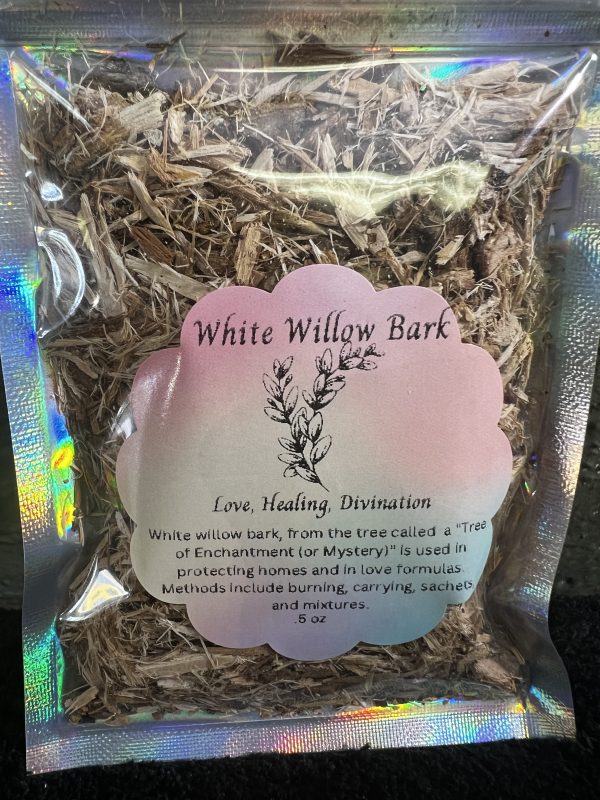 White Willow Bark
Love, Healing, Divination
White willow bark, from the tree called a "Tree
of Enchantment (or Mystery)" is used in
protecting homes and in love formulas.
Methods include burning, carrying, sachets
and mixtures.
.5 oz